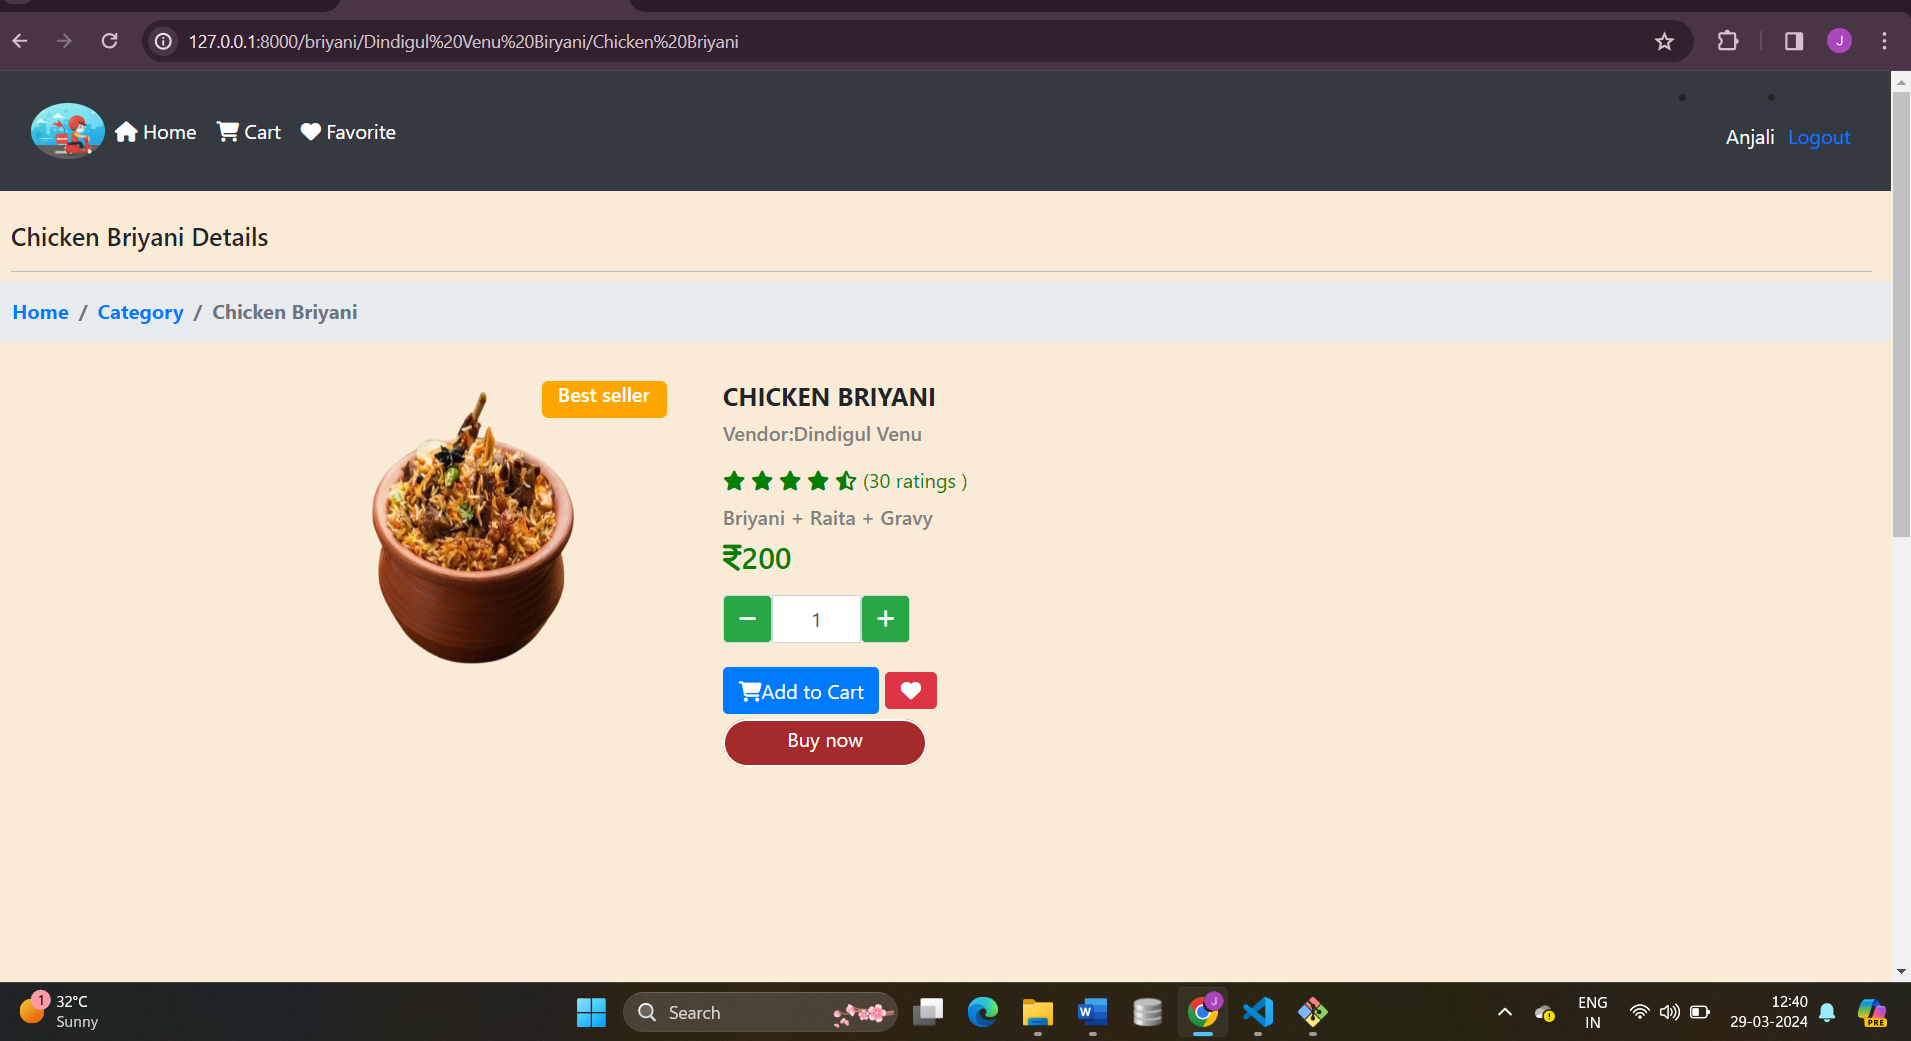 127.0.0.1:8000/briyani/Dindigul%20Venu%20Biryani/Chicken%20Briyani
J
Home Cart Favorite
Anjali Logout
Chicken Briyani Details
Home / Category / Chicken Briyani
Best seller
CHICKEN BRIYANI
Vendor:Dindigul Venu
(30 ratings )
Briyani + Raita + Gravy
₹200
1
Add to Cart
Buy now
1
32°C
Sunny
Search
W
J
ENG
IN
12:40
29-03-2024
PRE